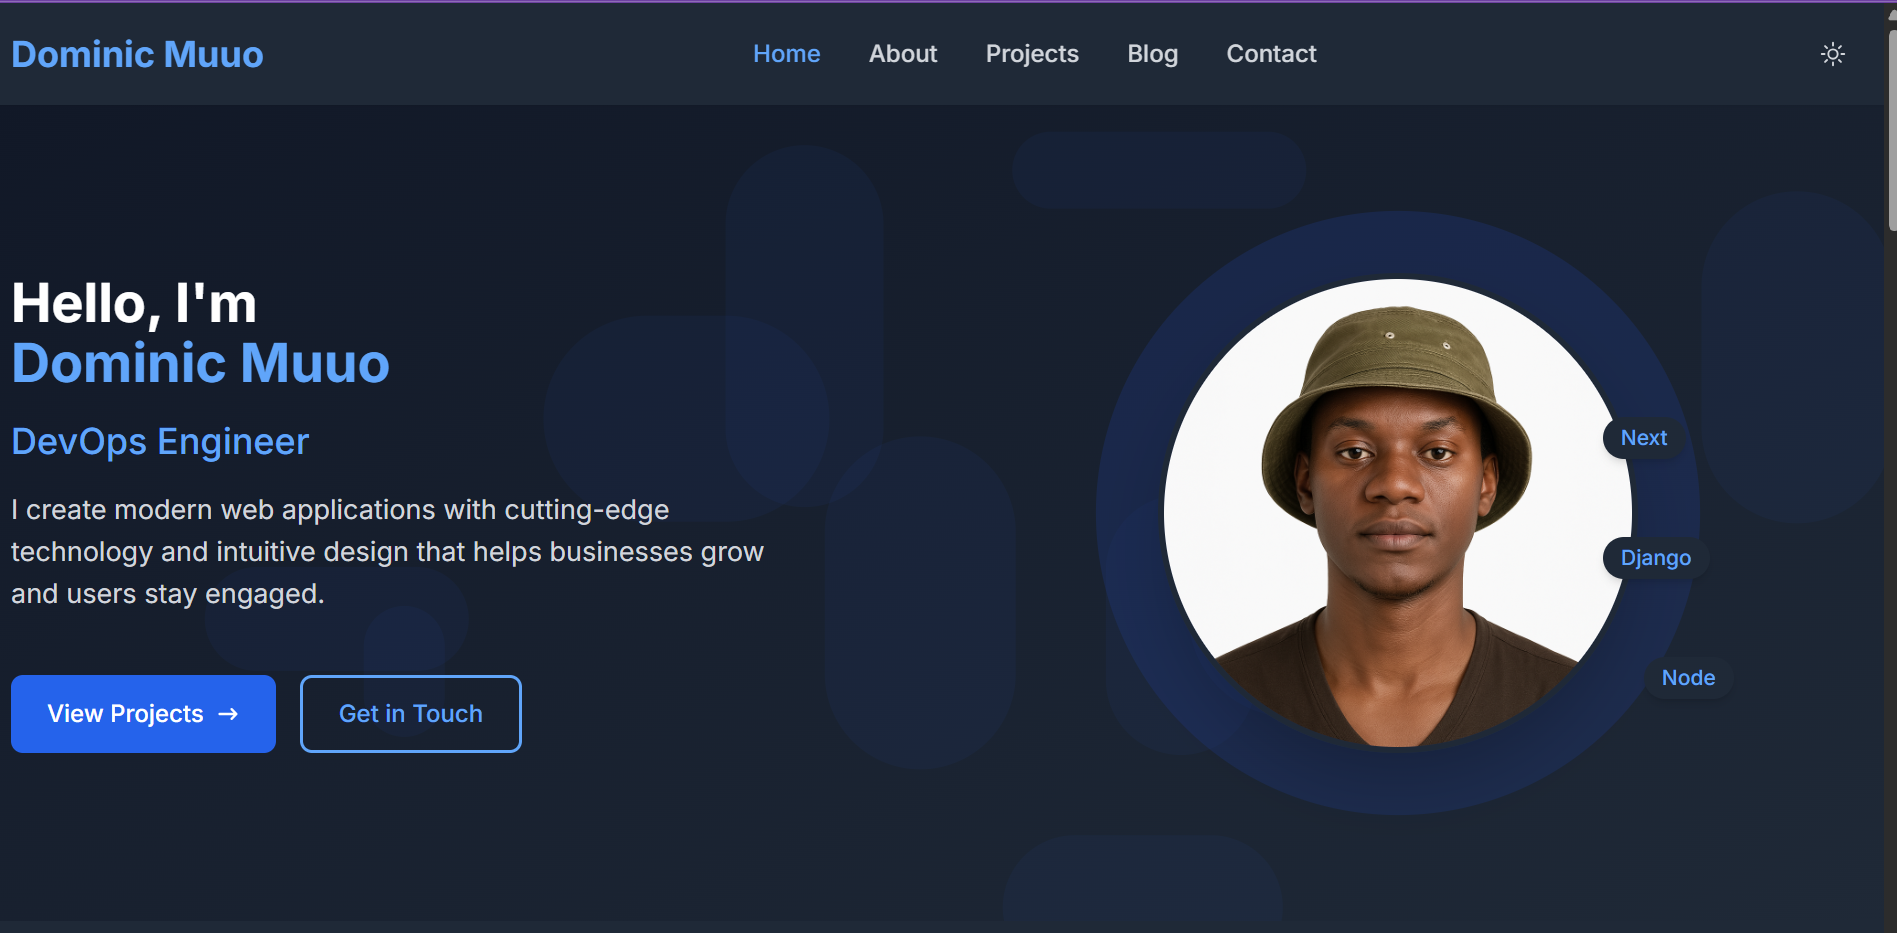 Dominic Muuo
Home About Projects Blog Contact
Hello, I'm
Dominic Muuo
DevOps Engineer
I create modern web applications with cutting-edge
technology and intuitive design that helps businesses grow
and users stay engaged.
View Projects →
Get in Touch
Next
Django
Node